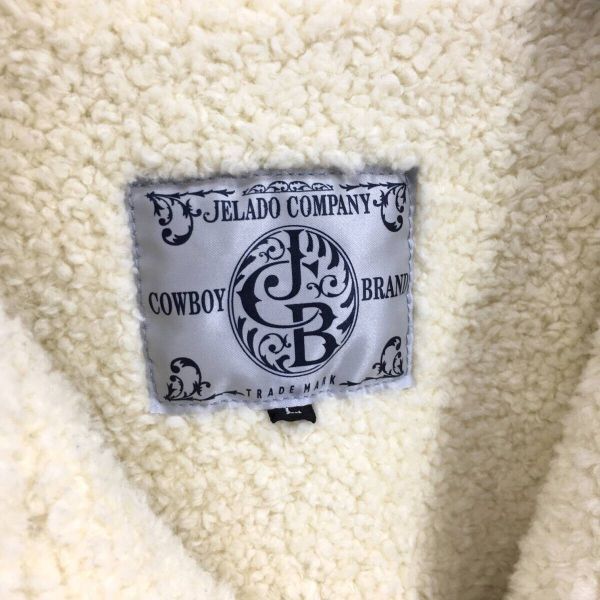 JELADO COMPANY
COWBOY BRAND
JCB
TRADE MARK